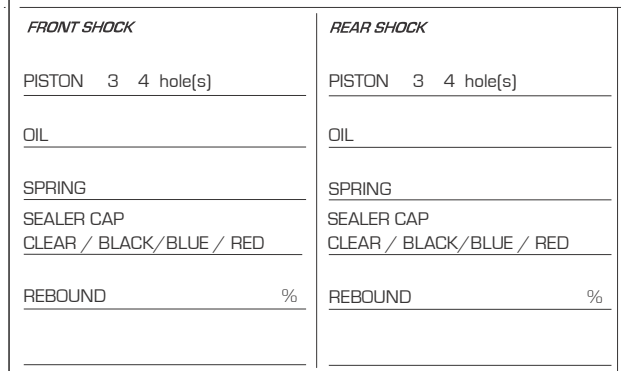 FRONT SHOCK
PISTON 3 4 hole(s)
OIL
SPRING
SEALER CAP
CLEAR / BLACK/BLUE / RED
REBOUND %
REAR SHOCK
PISTON 3 4 hole(s)
OIL
SPRING
SEALER CAP
CLEAR / BLACK/BLUE / RED
REBOUND %